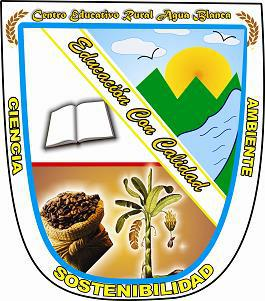 Centro Educativo Rural Agua Blanca
Educación Con Calidad
CIENCIA
AMBIENTE
SOSTENIBILIDAD